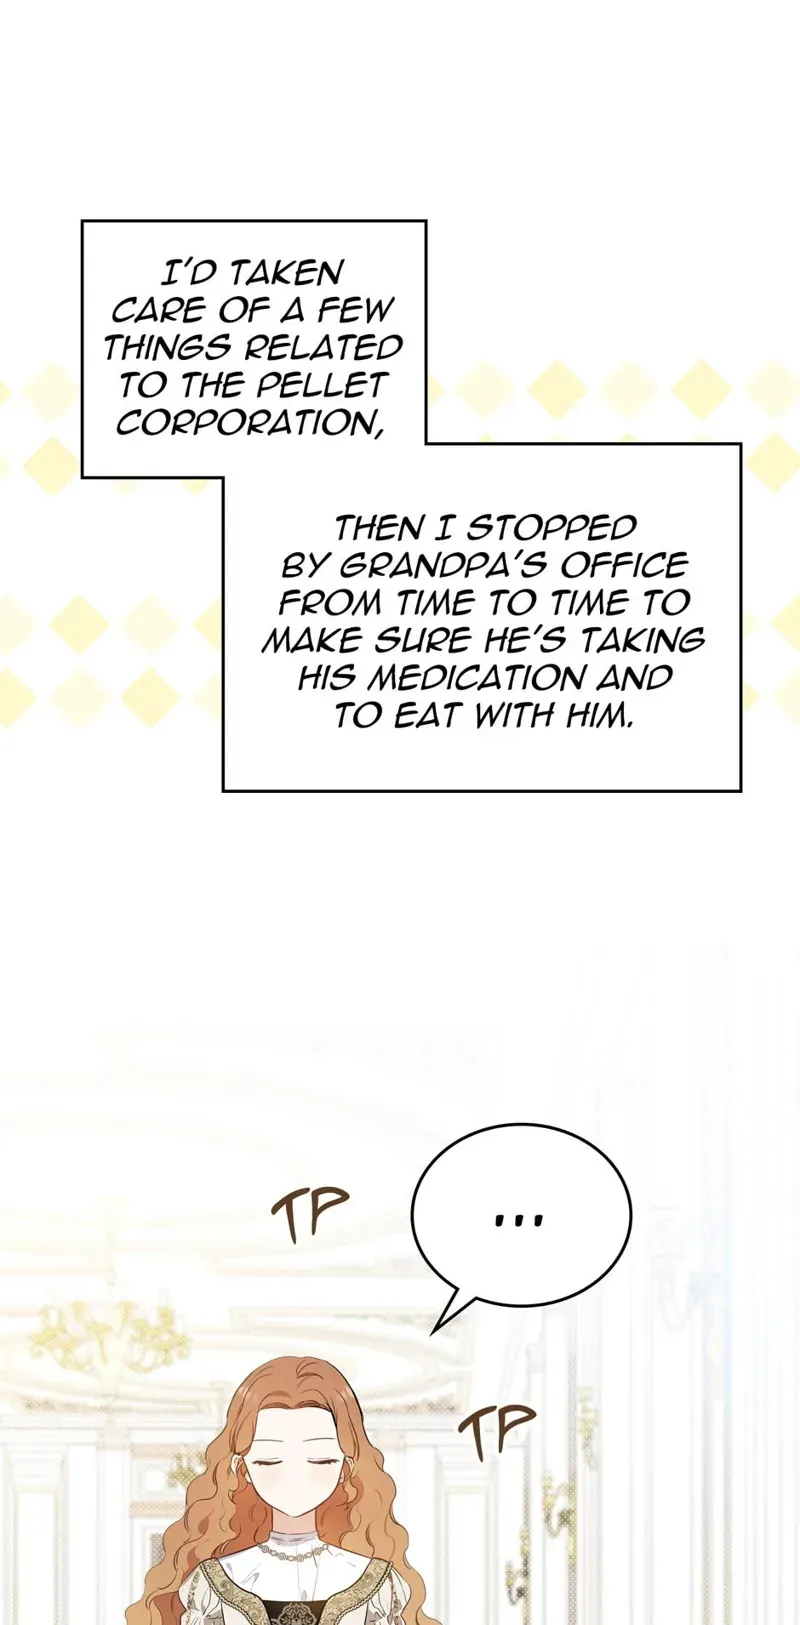 I'D TAKEN
CARE OF A FEW
THINGS RELATED
TO THE PELLET
CORPORATION,
THEN I STOPPED
BY GRANDPA'S OFFICE
FROM TIME TO TIME TO
MAKE SURE HE'S TAKING
HIS MEDICATION AND
TO EAT WITH HIM.
TP
...
TP